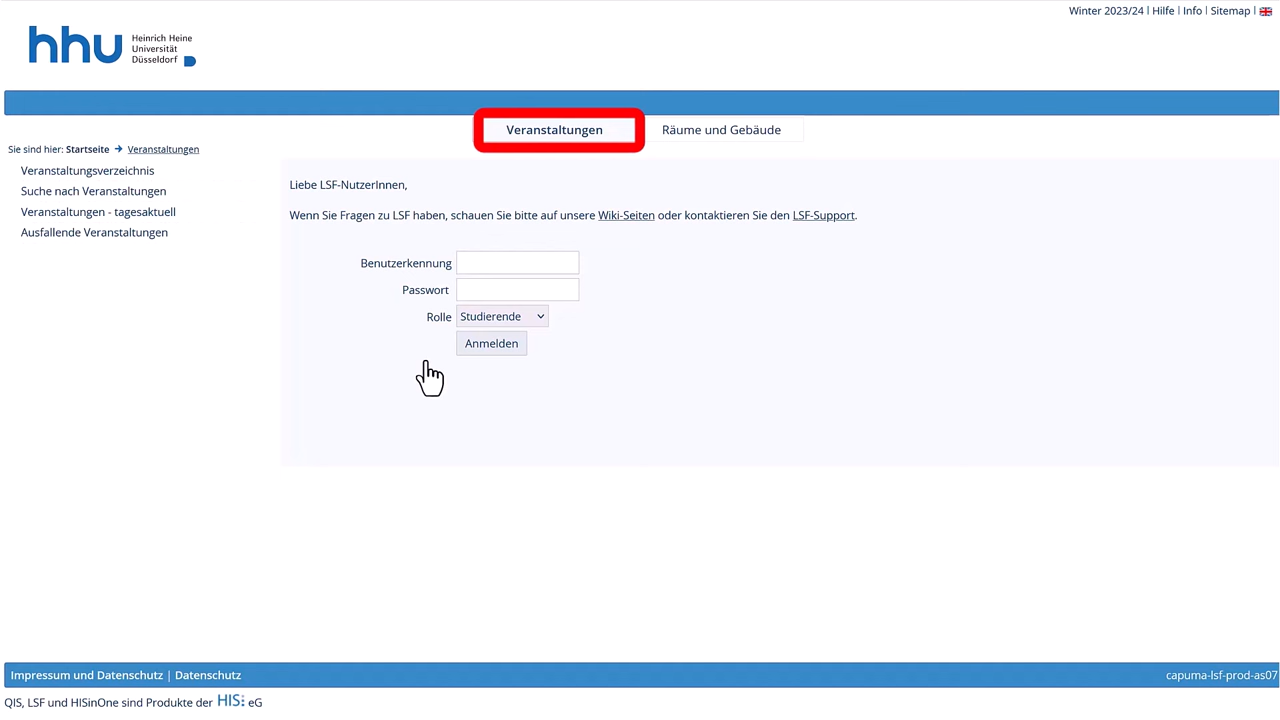 Winter 2023/24 | Hilfe | Info | Sitemap |
hhu Heinrich Heine
Universität
Düsseldorf
Veranstaltungen Räume und Gebäude
Sie sind hier: Startseite → Veranstaltungen
Veranstaltungsverzeichnis
Suche nach Veranstaltungen
Veranstaltungen - tagesaktuell
Ausfallende Veranstaltungen
Liebe LSF-NutzerInnen,
Wenn Sie Fragen zu LSF haben, schauen Sie bitte auf unsere Wiki-Seiten oder kontaktieren Sie den LSF-Support.
Benutzerkennung
Passwort
Rolle Studierende
Anmelden
Impressum und Datenschutz | Datenschutz capuma-lsf-prod-as07
QIS, LSF und HISinOne sind Produkte der HIS: eG